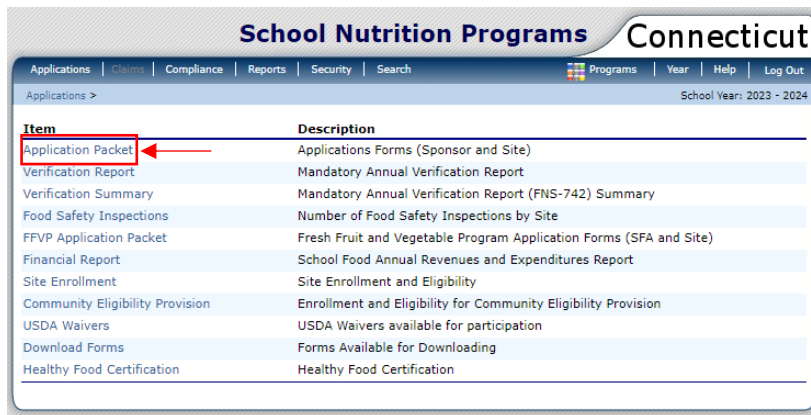 School Nutrition Programs Connecticut
Applications | Claims | Compliance | Reports | Security | Search Programs | Year | Help | Log Out
Applications > School Year: 2023 - 2024
Item Description
Application Packet Applications Forms (Sponsor and Site)
Verification Report Mandatory Annual Verification Report
Verification Summary Mandatory Annual Verification Report (FNS-742) Summary
Food Safety Inspections Number of Food Safety Inspections by Site
FFVP Application Packet Fresh Fruit and Vegetable Program Application Forms (SFA and Site)
Financial Report School Food Annual Revenues and Expenditures Report
Site Enrollment Site Enrollment and Eligibility
Community Eligibility Provision Enrollment and Eligibility for Community Eligibility Provision
USDA Waivers USDA Waivers available for participation
Download Forms Forms Available for Downloading
Healthy Food Certification Healthy Food Certification